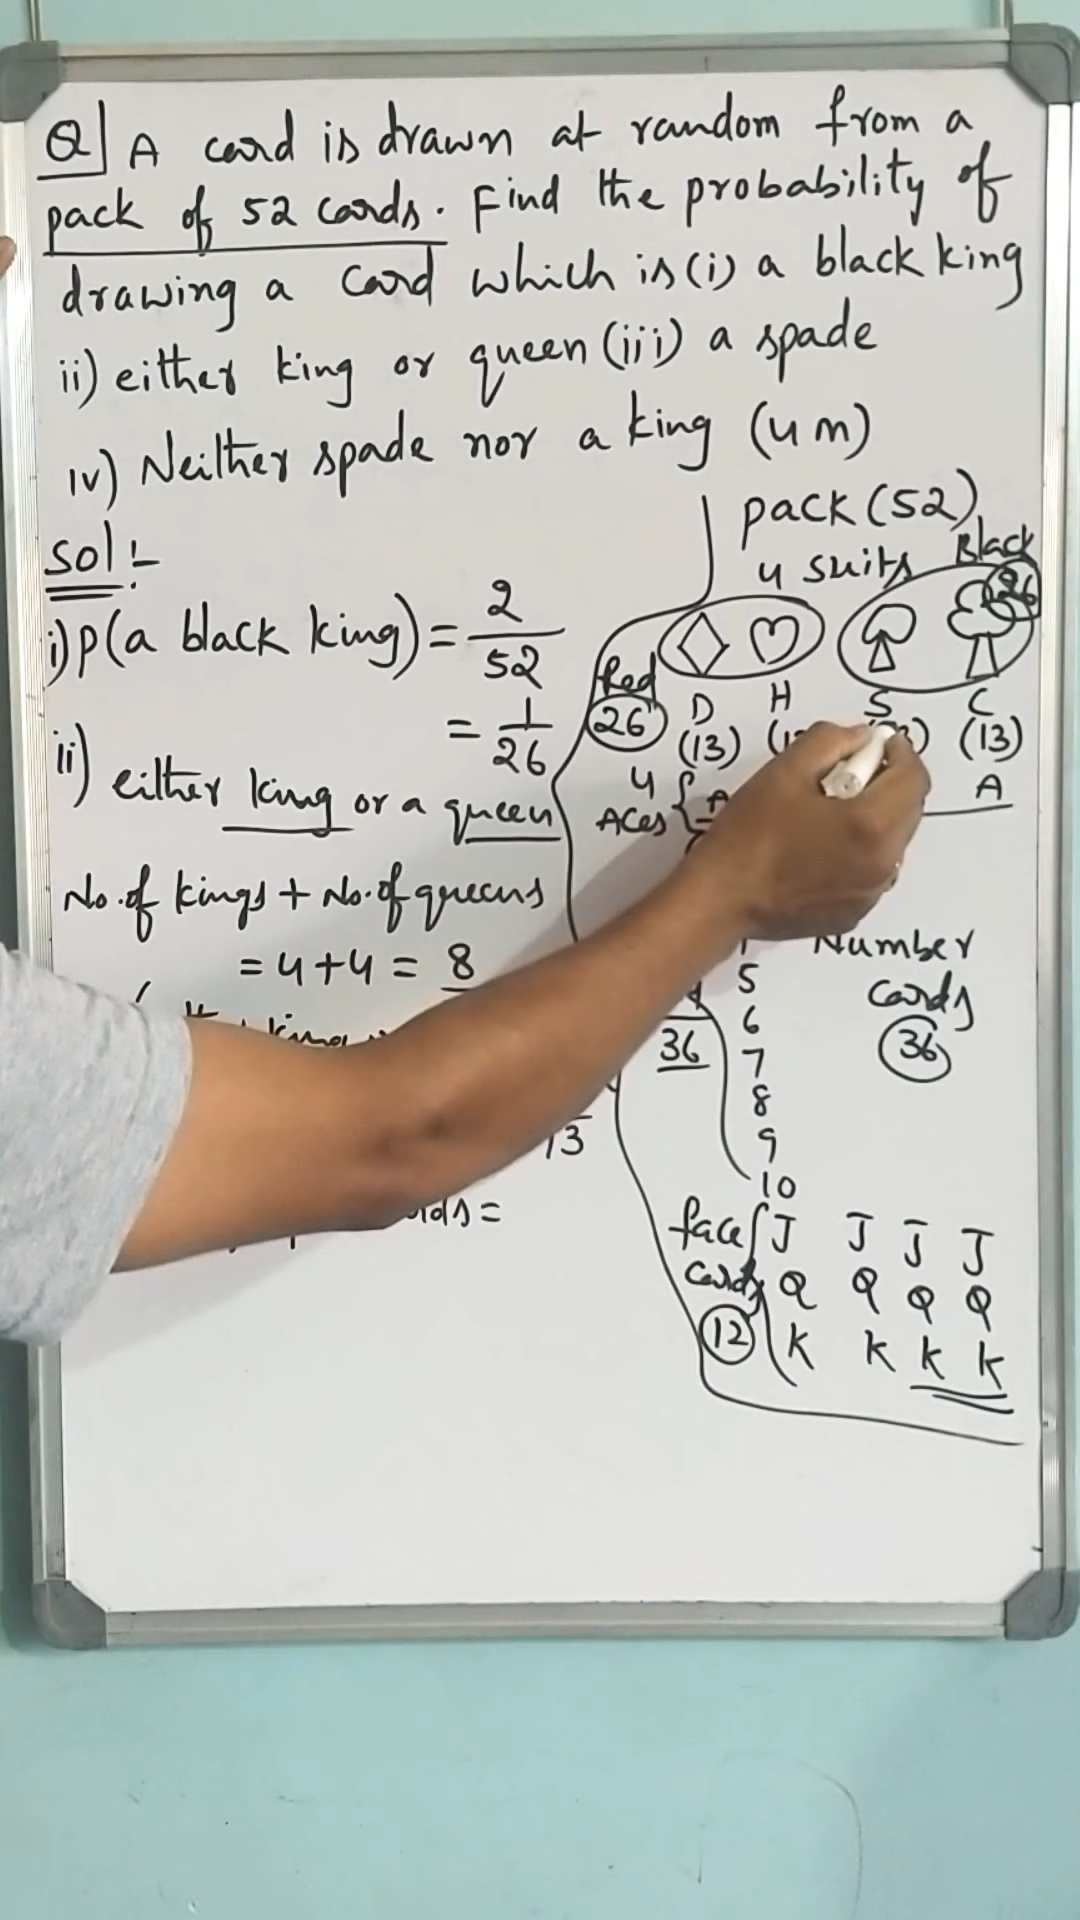 Q] A card is drawn at random from a
pack of 52 cards. Find the probability of
drawing a card which is (i) a black king
ii) either king or queen (iii) a spade
iv) Neither spade nor a king (4m)
Sol:-
i) P(a black king) = 2/52
= 1/26
ii) either king or a queen
No. of kings + No. of queens
= 4+4 = 8
king
13
=
pack (52)
4 suits Black
26
Red
26 D H S C
(13) (13)
4 Aces { A A
Number
cards
36
5
6
36 7
8
9
10
face cards 12
J J J J
Q Q Q Q
K K K K